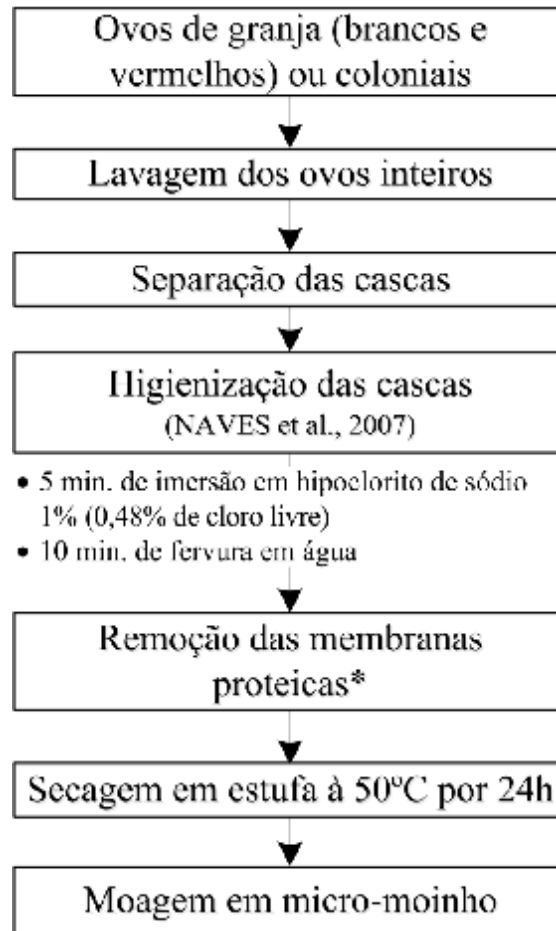 Ovos de granja (brancos e
vermelhos) ou coloniais
Lavagem dos ovos inteiros
Separação das cascas
Higienização das cascas
(NAVES et al., 2007)
• 5 min. de imersão em hipoclorito de sódio
1% (0,48% de cloro livre)
• 10 min. de fervura em água
Remoção das membranas
proteicas*
Secagem em estufa à 50ºC por 24h
Moagem em micro-moinho